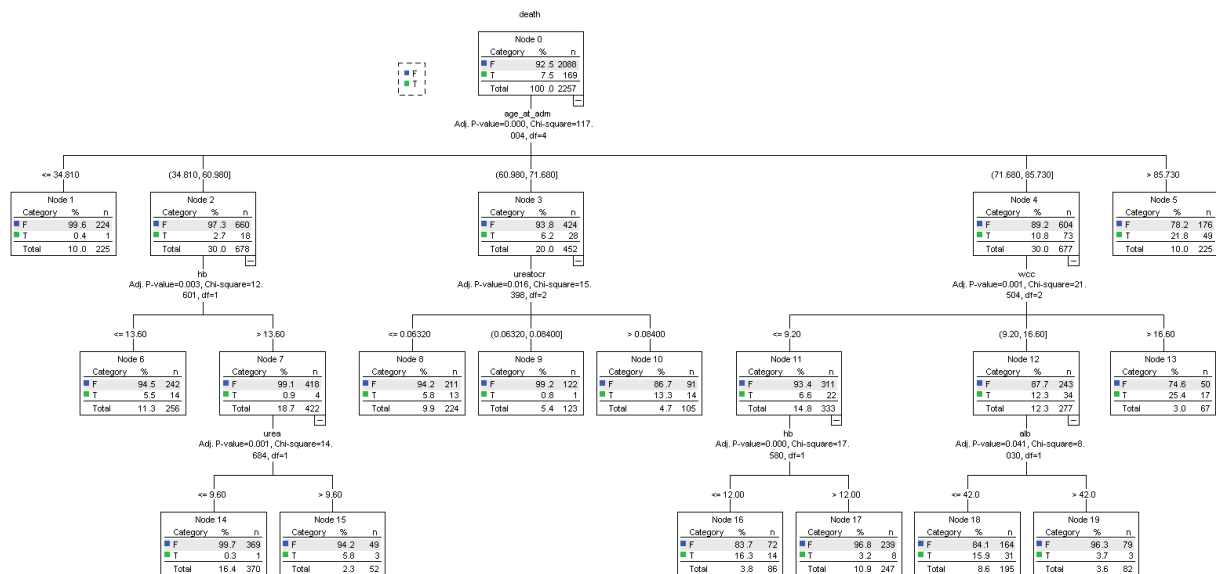 death
Node 0
Category % n
F 92.5 2088
T 7.5 169
Total 100.0 2257
F
T
age_at_adm
Adj. P-value=0.000, Chi-square=117.
004, df=4
<= 34.810
(34.810, 60.980]
(60.980, 71.680]
(71.680, 85.730]
> 85.730
Node 1
Category % n
F 99.6 224
T 0.4 1
Total 10.0 225
Node 2
Category % n
F 97.3 660
T 2.7 18
Total 30.0 678
Node 3
Category % n
F 93.8 424
T 6.2 28
Total 20.0 452
Node 4
Category % n
F 89.2 604
T 10.8 73
Total 30.0 677
Node 5
Category % n
F 78.2 176
T 21.8 49
Total 10.0 225
hb
Adj. P-value=0.003, Chi-square=12.
601, df=1
ureatocr
Adj. P-value=0.016, Chi-square=15.
398, df=2
wcc
Adj. P-value=0.001, Chi-square=21.
504, df=2
<= 13.60
> 13.60
<= 0.06320
(0.06320, 0.08400]
> 0.08400
<= 9.20
(9.20, 16.60]
> 16.60
Node 6
Category % n
F 94.5 242
T 5.5 14
Total 11.3 256
Node 7
Category % n
F 99.1 418
T 0.9 4
Total 18.7 422
Node 8
Category % n
F 94.2 211
T 5.8 13
Total 9.9 224
Node 9
Category % n
F 99.2 122
T 0.8 1
Total 5.4 123
Node 10
Category % n
F 86.7 91
T 13.3 14
Total 4.7 105
Node 11
Category % n
F 93.4 311
T 6.6 22
Total 14.8 333
Node 12
Category % n
F 87.7 243
T 12.3 34
Total 12.3 277
Node 13
Category % n
F 74.6 50
T 25.4 17
Total 3.0 67
urea
Adj. P-value=0.001, Chi-square=14.
684, df=1
hb
Adj. P-value=0.000, Chi-square=17.
580, df=1
alb
Adj. P-value=0.041, Chi-square=8.
030, df=1
<= 9.60
> 9.60
<= 12.00
> 12.00
<= 42.0
> 42.0
Node 14
Category % n
F 99.7 369
T 0.3 1
Total 16.4 370
Node 15
Category % n
F 94.2 49
T 5.8 3
Total 2.3 52
Node 16
Category % n
F 83.7 72
T 16.3 14
Total 3.8 86
Node 17
Category % n
F 96.8 239
T 3.2 8
Total 10.9 247
Node 18
Category % n
F 84.1 164
T 15.9 31
Total 8.6 195
Node 19
Category % n
F 96.3 79
T 3.7 3
Total 3.6 82